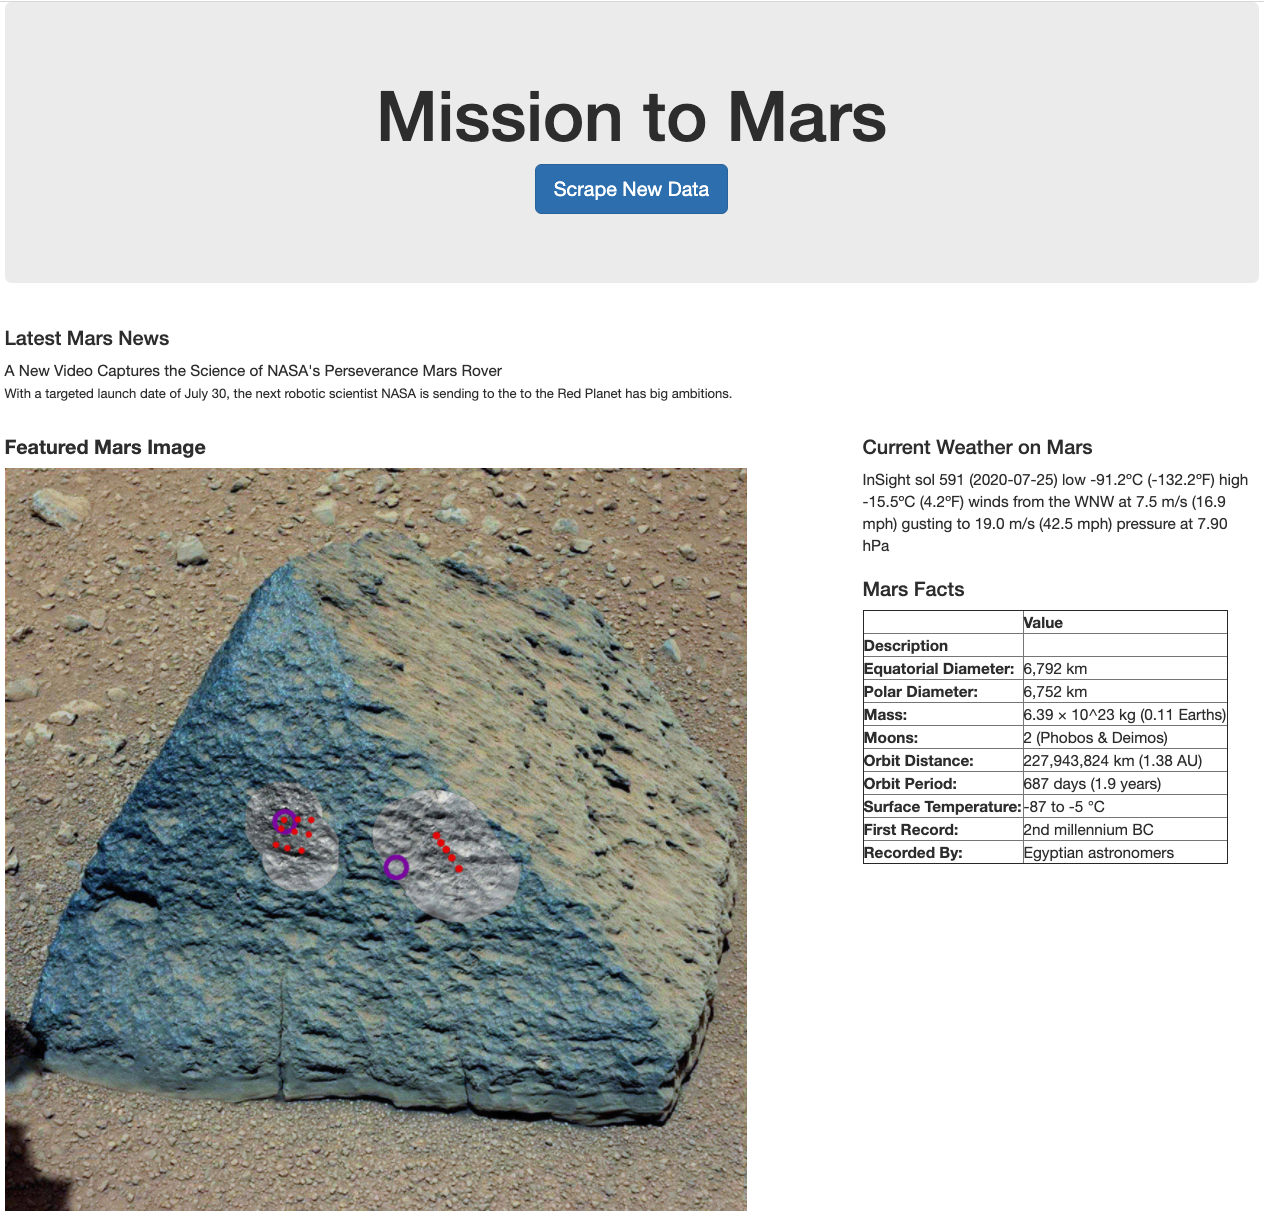 Mission to Mars
Scrape New Data
Latest Mars News
A New Video Captures the Science of NASA's Perseverance Mars Rover
With a targeted launch date of July 30, the next robotic scientist NASA is sending to the to the Red Planet has big ambitions.
Featured Mars Image
Current Weather on Mars
InSight sol 591 (2020-07-25) low -91.2ºC (-132.2ºF) high
-15.5ºC (4.2ºF) winds from the WNW at 7.5 m/s (16.9
mph) gusting to 19.0 m/s (42.5 mph) pressure at 7.90
hPa
Mars Facts
Value
Description
Equatorial Diameter: 6,792 km
Polar Diameter: 6,752 km
Mass: 6.39 × 10^23 kg (0.11 Earths)
Moons: 2 (Phobos & Deimos)
Orbit Distance: 227,943,824 km (1.38 AU)
Orbit Period: 687 days (1.9 years)
Surface Temperature: -87 to -5 °C
First Record: 2nd millennium BC
Recorded By: Egyptian astronomers